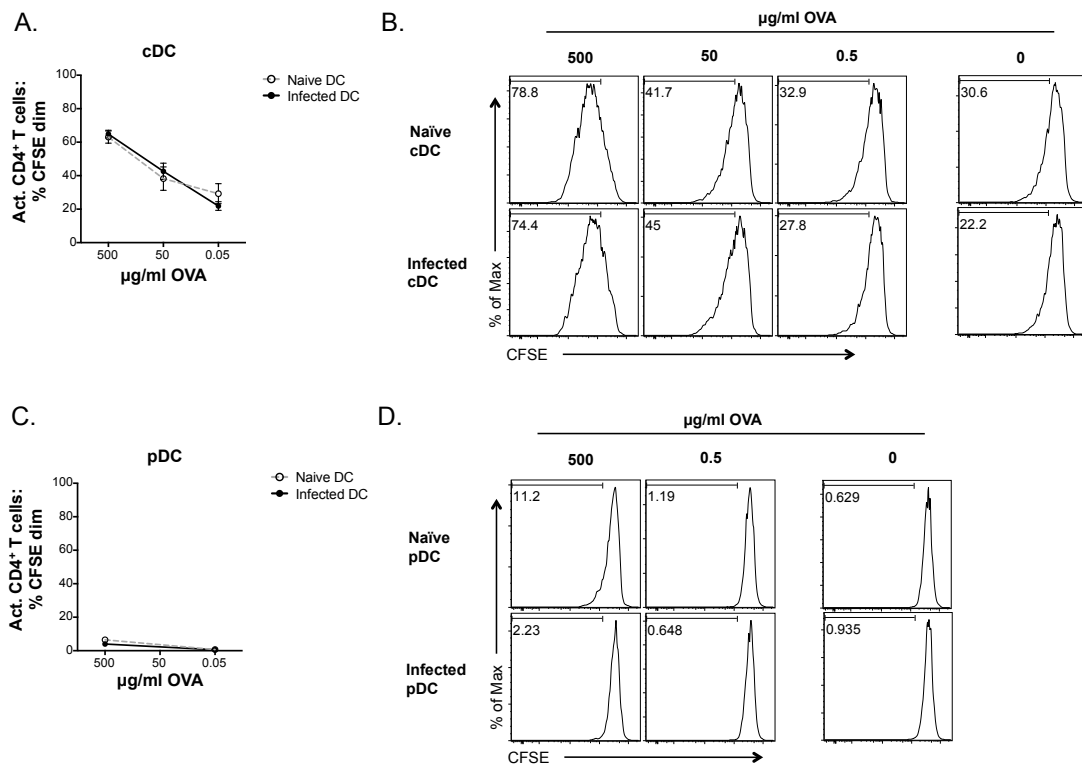 A.
cDC
100
80
60
40
20
0
500
50
0.05
µg/ml OVA
Act. CD4+ T cells:
% CFSE dim
Naive DC
Infected DC
B.
µg/ml OVA
500 50 0.5 0
Naïve
cDC
78.8 41.7 32.9 30.6
Infected
cDC
74.4 45 27.8 22.2
% of Max
CFSE
C.
pDC
100
80
60
40
20
0
500
50
0.05
µg/ml OVA
Act. CD4+ T cells:
% CFSE dim
Naive DC
Infected DC
D.
µg/ml OVA
500 0.5 0
Naïve
pDC
11.2 1.19 0.629
Infected
pDC
2.23 0.648 0.935
% of Max
CFSE